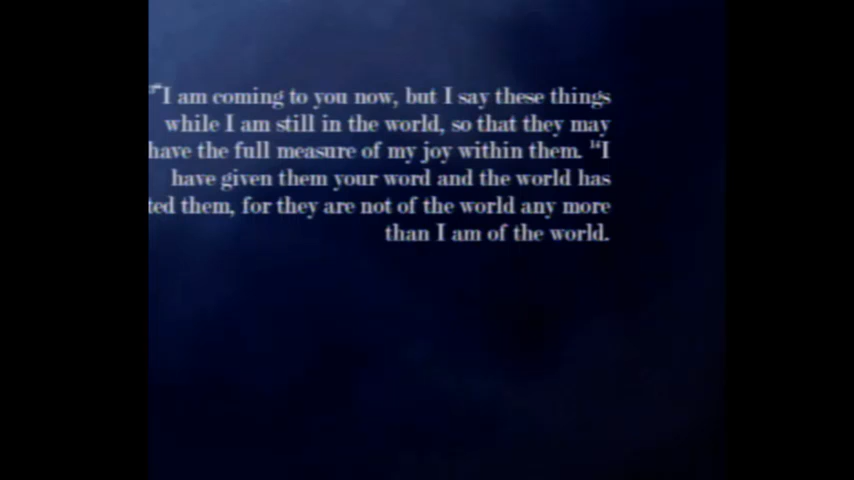 "I am coming to you now, but I say these things
while I am still in the world, so that they may
have the full measure of my joy within them. ¹⁴I
have given them your word and the world has
ted them, for they are not of the world any more
than I am of the world.